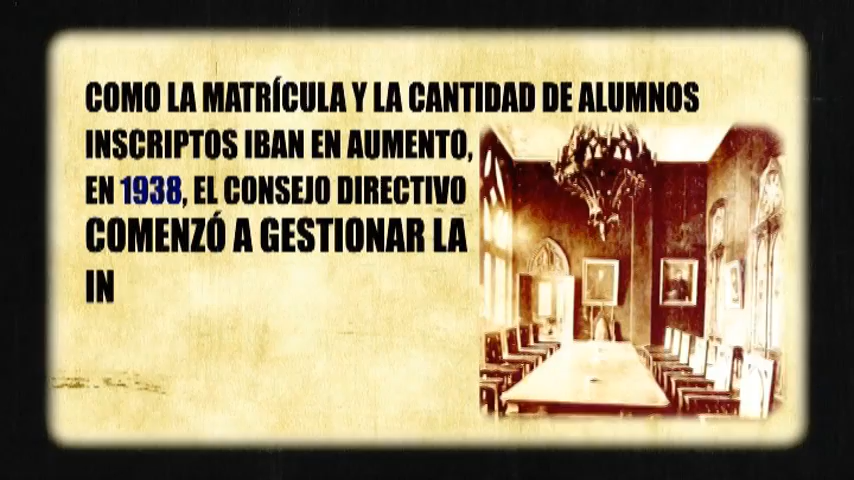 COMO LA MATRÍCULA Y LA CANTIDAD DE ALUMNOS
INSCRIPTOS IBAN EN AUMENTO,
EN 1938, EL CONSEJO DIRECTIVO
COMENZÓ A GESTIONAR LA
IN